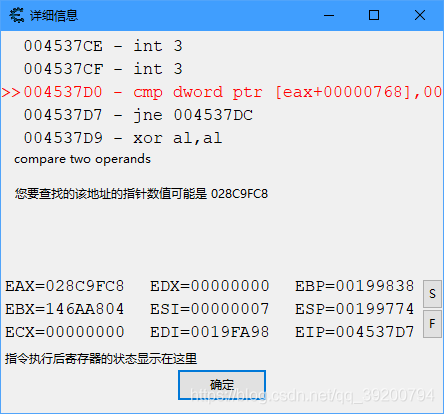 详细信息
004537CE - int 3
004537CF - int 3
>>004537D0 - cmp dword ptr [eax+00000768],00
004537D7 - jne 004537DC
004537D9 - xor al,al
compare two operands
您要查找的该地址的指针数值可能是 028C9FC8
EAX=028C9FC8 EDX=00000000 EBP=00199838
S
EBX=146AA804 ESI=00000007 ESP=00199774
F
ECX=00000000 EDI=0019FA98 EIP=004537D7
指令执行后寄存器的状态显示在这里
确定
https://blog.csdn.net/qq_39200794